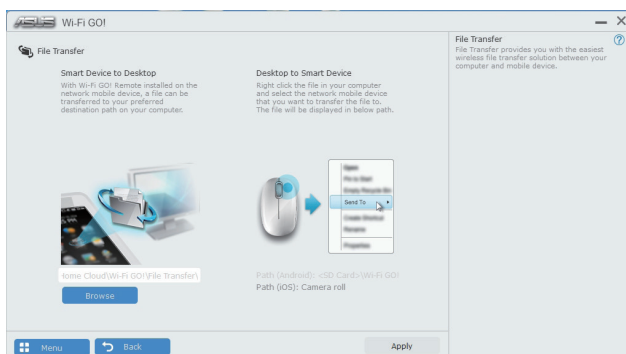 ASUS Wi-Fi GO!
File Transfer
Smart Device to Desktop
With Wi-Fi GO! Remote installed on the
network mobile device, a file can be
transferred to your preferred
destination path on your computer.
Home Cloud\Wi-Fi GO!\File Transfer\
Browse
Desktop to Smart Device
Right click the file in your computer
and select the network mobile device
that you want to transfer the file to.
The file will be displayed in below path.
Open
Pin to Start
Empty Recycle Bin
Send To
Create Shortcut
Rename
Properties
Path (Android): <SD Card>\Wi-Fi GO!
Path (iOS): Camera roll
Menu
Back
Apply
File Transfer
File Transfer provides you with the easiest
wireless file transfer solution between your
computer and mobile device.